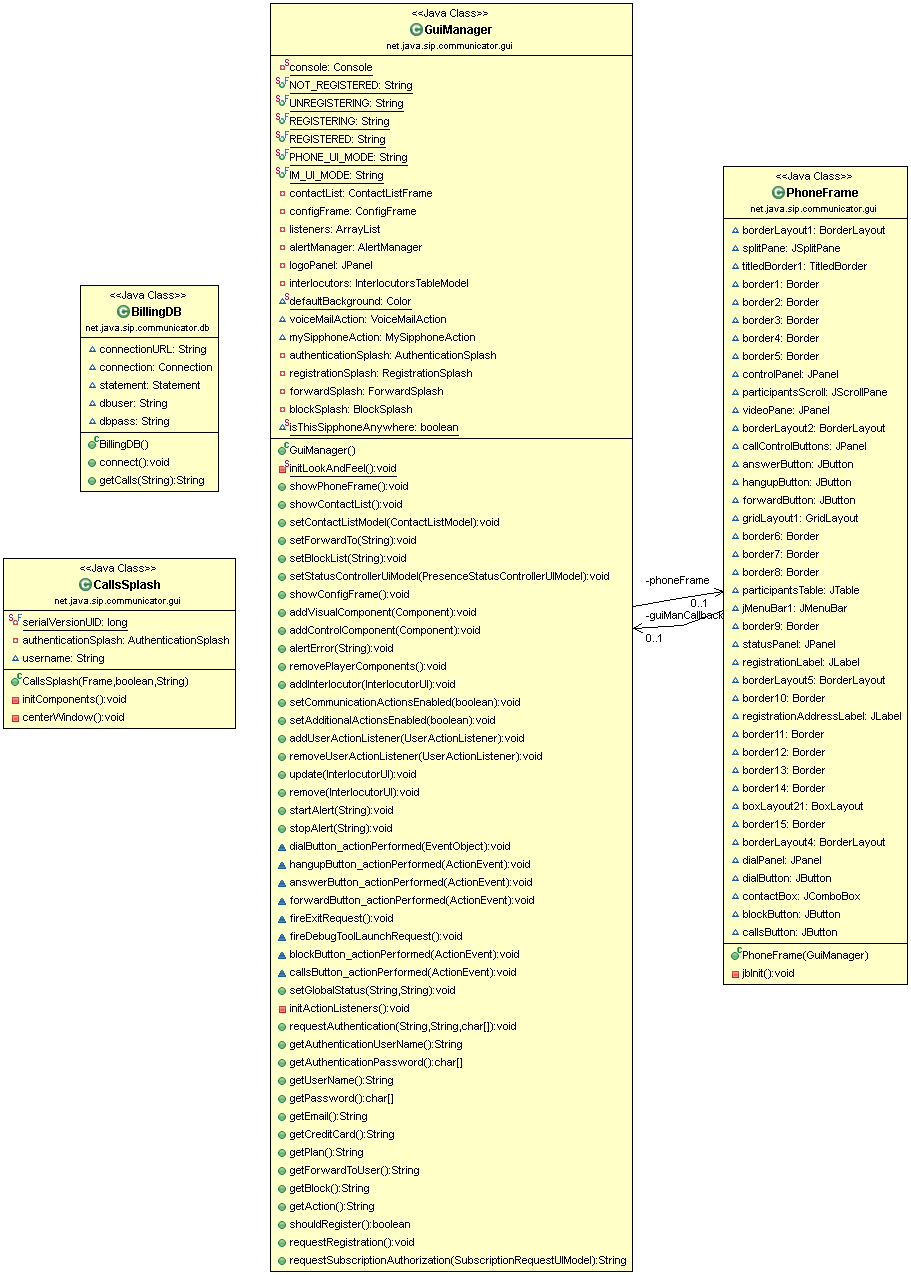 <<Java Class>>
GuiManager
net.java.sip.communicator.gui
console: Console
NOT_REGISTERED: String
UNREGISTERING: String
REGISTERING: String
REGISTERED: String
PHONE_UI_MODE: String
IM_UI_MODE: String
contactList: ContactListFrame
configFrame: ConfigFrame
listeners: ArrayList
alertManager: AlertManager
logoPanel: JPanel
interlocutors: InterlocutorsTableModel
defaultBackground: Color
voiceMailAction: VoiceMailAction
mySipphoneAction: MySipphoneAction
authenticationSplash: AuthenticationSplash
registrationSplash: RegistrationSplash
forwardSplash: ForwardSplash
blockSplash: BlockSplash
isThisSipphoneAnywhere: boolean
GuiManager()
initLookAndFeel():void
showPhoneFrame():void
showContactList():void
setContactListModel(ContactListModel):void
setForwardTo(String):void
setBlockList(String):void
setStatusControllerUiModel(PresenceStatusControllerUIModel):void
showConfigFrame():void
addVisualComponent(Component):void
addControlComponent(Component):void
alertError(String):void
removePlayerComponents():void
addInterlocutor(InterlocutorUI):void
setCommunicationActionsEnabled(boolean):void
setAdditionalActionsEnabled(boolean):void
addUserActionListener(UserActionListener):void
removeUserActionListener(UserActionListener):void
update(InterlocutorUI):void
remove(InterlocutorUI):void
startAlert(String):void
stopAlert(String):void
dialButton_actionPerformed(EventObject):void
hangupButton_actionPerformed(ActionEvent):void
answerButton_actionPerformed(ActionEvent):void
forwardButton_actionPerformed(ActionEvent):void
fireExitRequest():void
fireDebugToolLaunchRequest():void
blockButton_actionPerformed(ActionEvent):void
callsButton_actionPerformed(ActionEvent):void
setGlobalStatus(String,String):void
initActionListeners():void
requestAuthentication(String,String,char[]):void
getAuthenticationUserName():String
getAuthenticationPassword():char[]
getUserName():String
getPassword():char[]
getEmail():String
getCreditCard():String
getPlan():String
getForwardToUser():String
getBlock():String
getAction():String
shouldRegister():boolean
requestRegistration():void
requestSubscriptionAuthorization(SubscriptionRequestUIModel):String
<<Java Class>>
BillingDB
net.java.sip.communicator.db
connectionURL: String
connection: Connection
statement: Statement
dbuser: String
dbpass: String
BillingDB()
connect():void
getCalls(String):String
<<Java Class>>
CallsSplash
net.java.sip.communicator.gui
serialVersionUID: long
authenticationSplash: AuthenticationSplash
username: String
CallsSplash(Frame,boolean,String)
initComponents():void
centerWindow():void
-phoneFrame
0..1
-guiManCallback
0..1
<<Java Class>>
PhoneFrame
net.java.sip.communicator.gui
borderLayout1: BorderLayout
splitPane: JSplitPane
titledBorder1: TitledBorder
border1: Border
border2: Border
border3: Border
border4: Border
border5: Border
controlPanel: JPanel
participantsScroll: JScrollPane
videoPane: JPanel
borderLayout2: BorderLayout
callControlButtons: JPanel
answerButton: JButton
hangupButton: JButton
forwardButton: JButton
gridLayout1: GridLayout
border6: Border
border7: Border
border8: Border
participantsTable: JTable
jMenuBar1: JMenuBar
border9: Border
statusPanel: JPanel
registrationLabel: JLabel
borderLayout5: BorderLayout
border10: Border
registrationAddressLabel: JLabel
border11: Border
border12: Border
border13: Border
border14: Border
boxLayout21: BoxLayout
border15: Border
borderLayout4: BorderLayout
dialPanel: JPanel
dialButton: JButton
contactBox: JComboBox
blockButton: JButton
callsButton: JButton
PhoneFrame(GuiManager)
jbInit():void